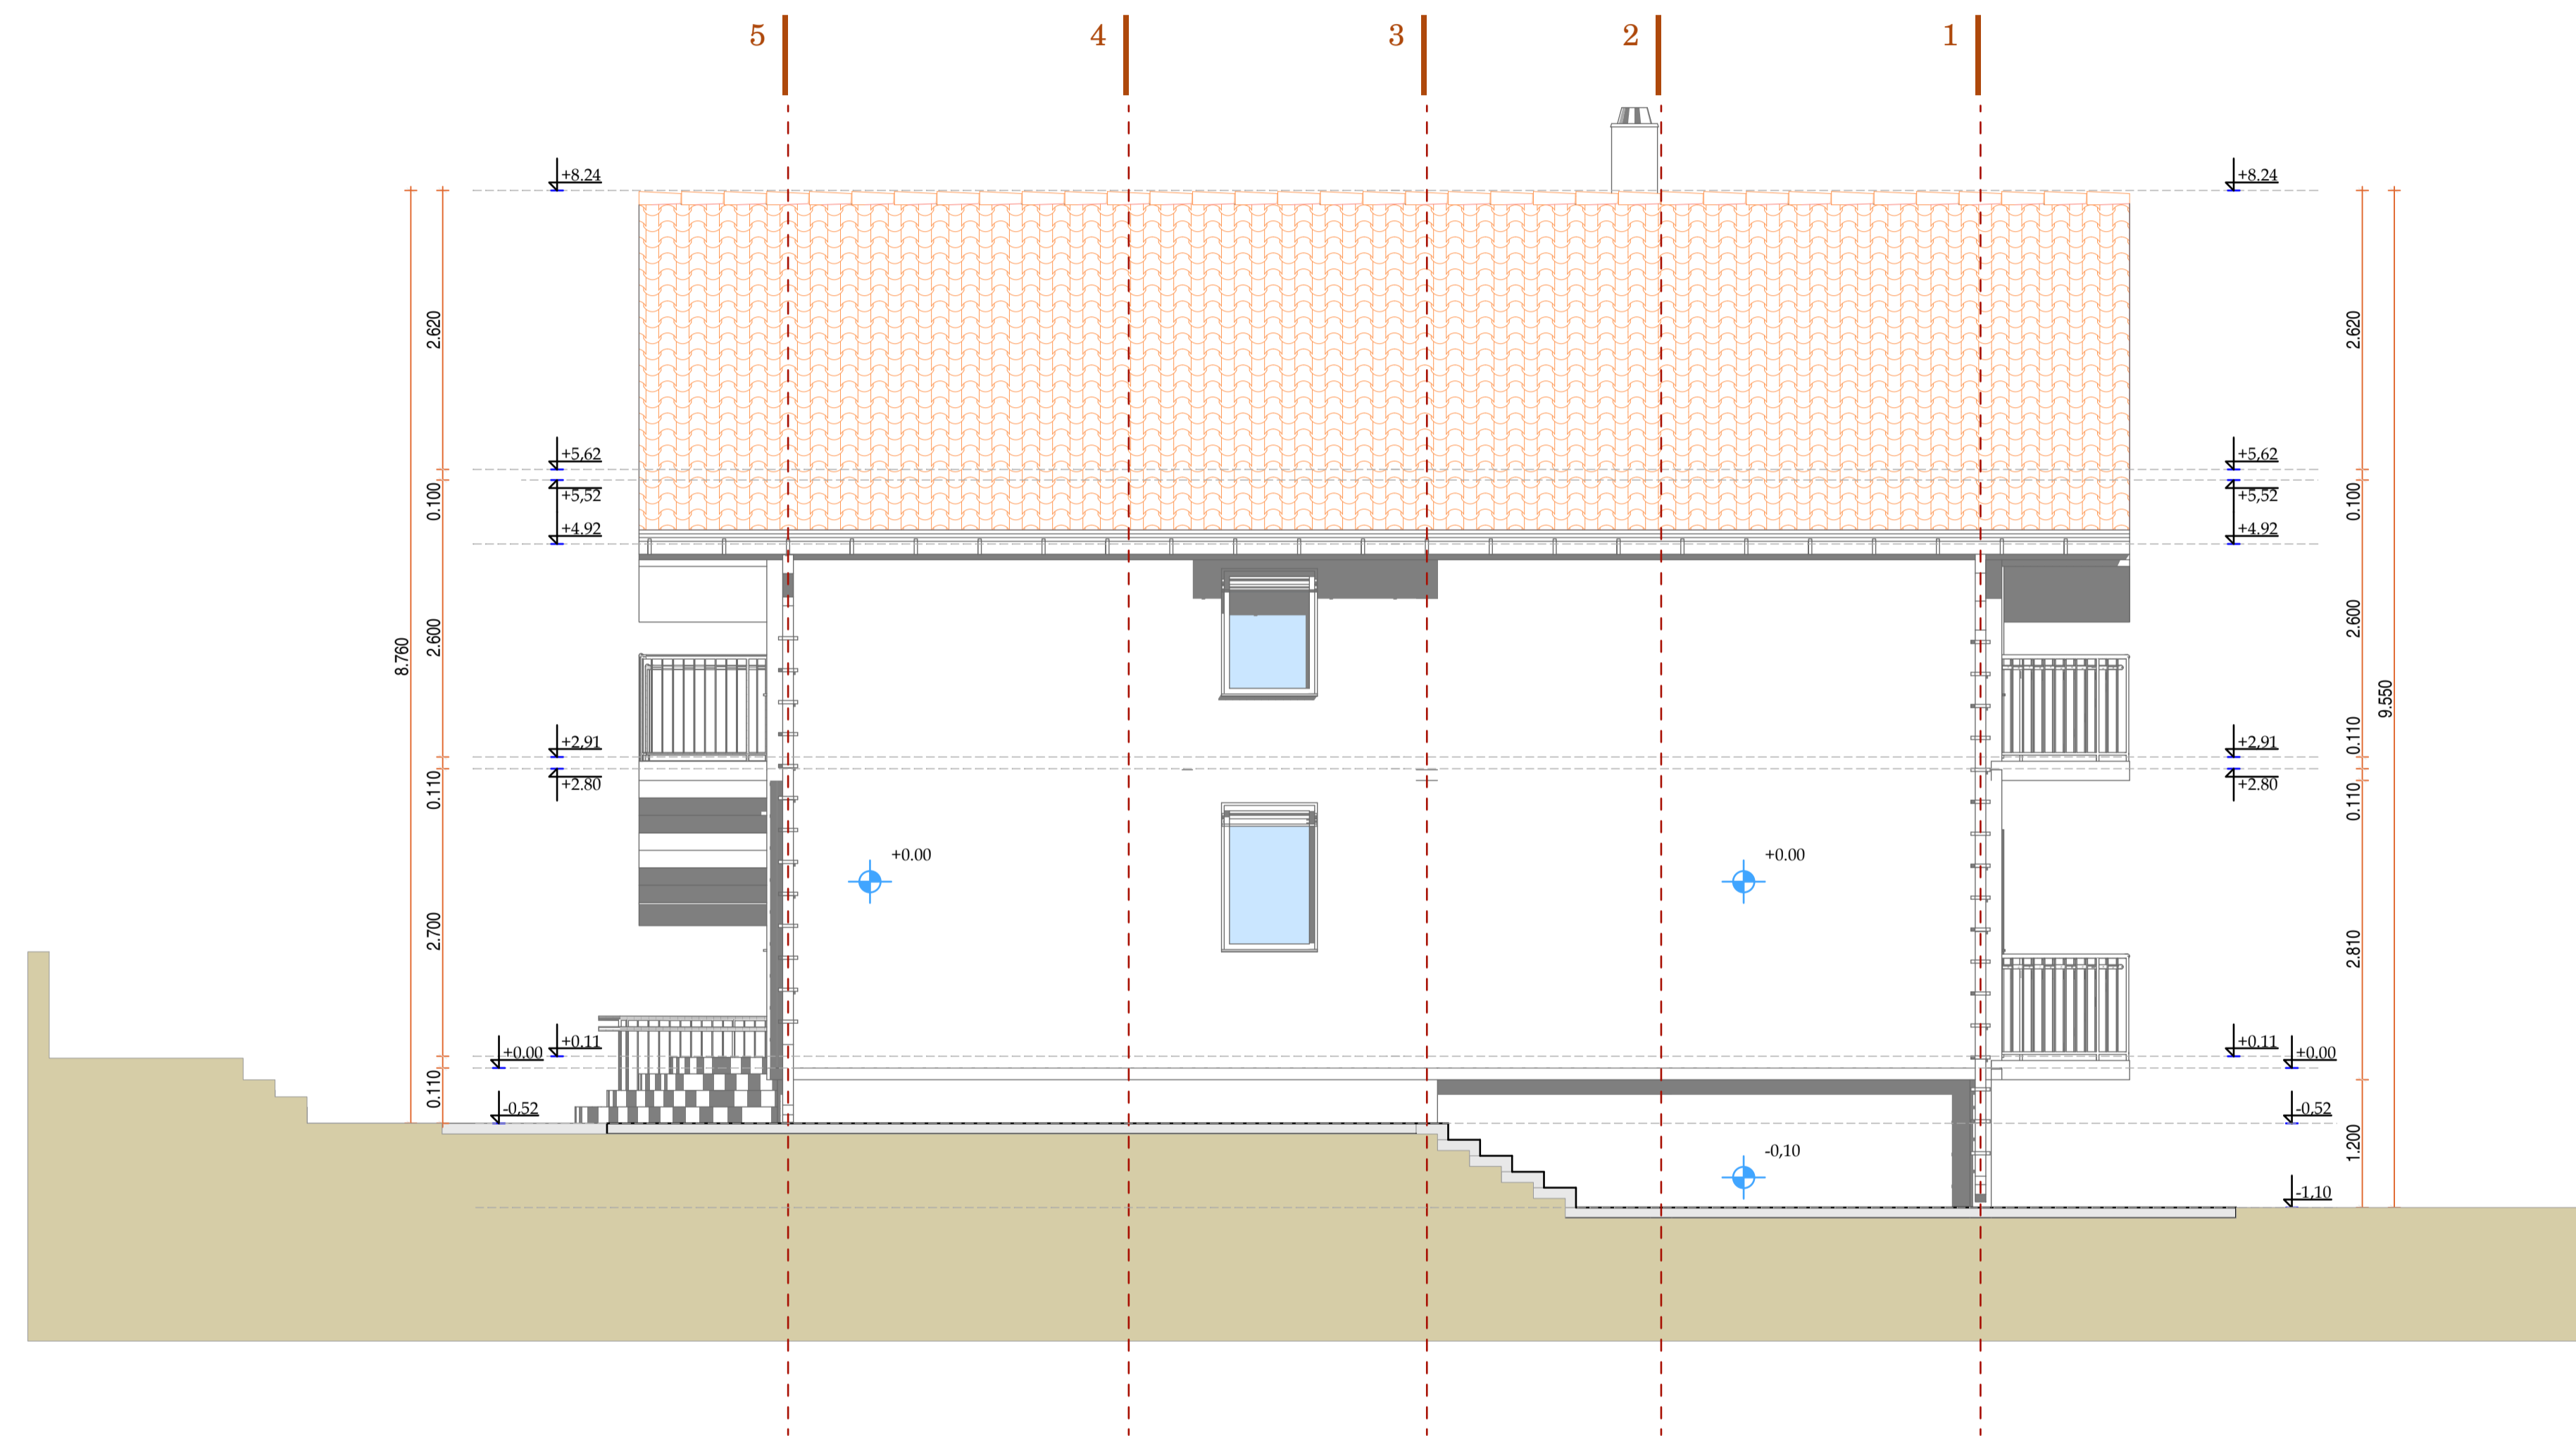 5 4 3 2 1
+8.24 +8.24
2.620 2.620
+5,62 +5,62
0.100 +5,52 +5,52 0.100
+4.92 +4.92
8.760 2.600 2.600 9.550
+2,91 +2,91 0.110
0.110 +2.80 +2.80 0.110
+0.00 +0.00
2.700 2.810
+0.00 +0.11 +0.11 +0.00
0.110 -0,52 -0,52
-0,10 1.200
-1,10